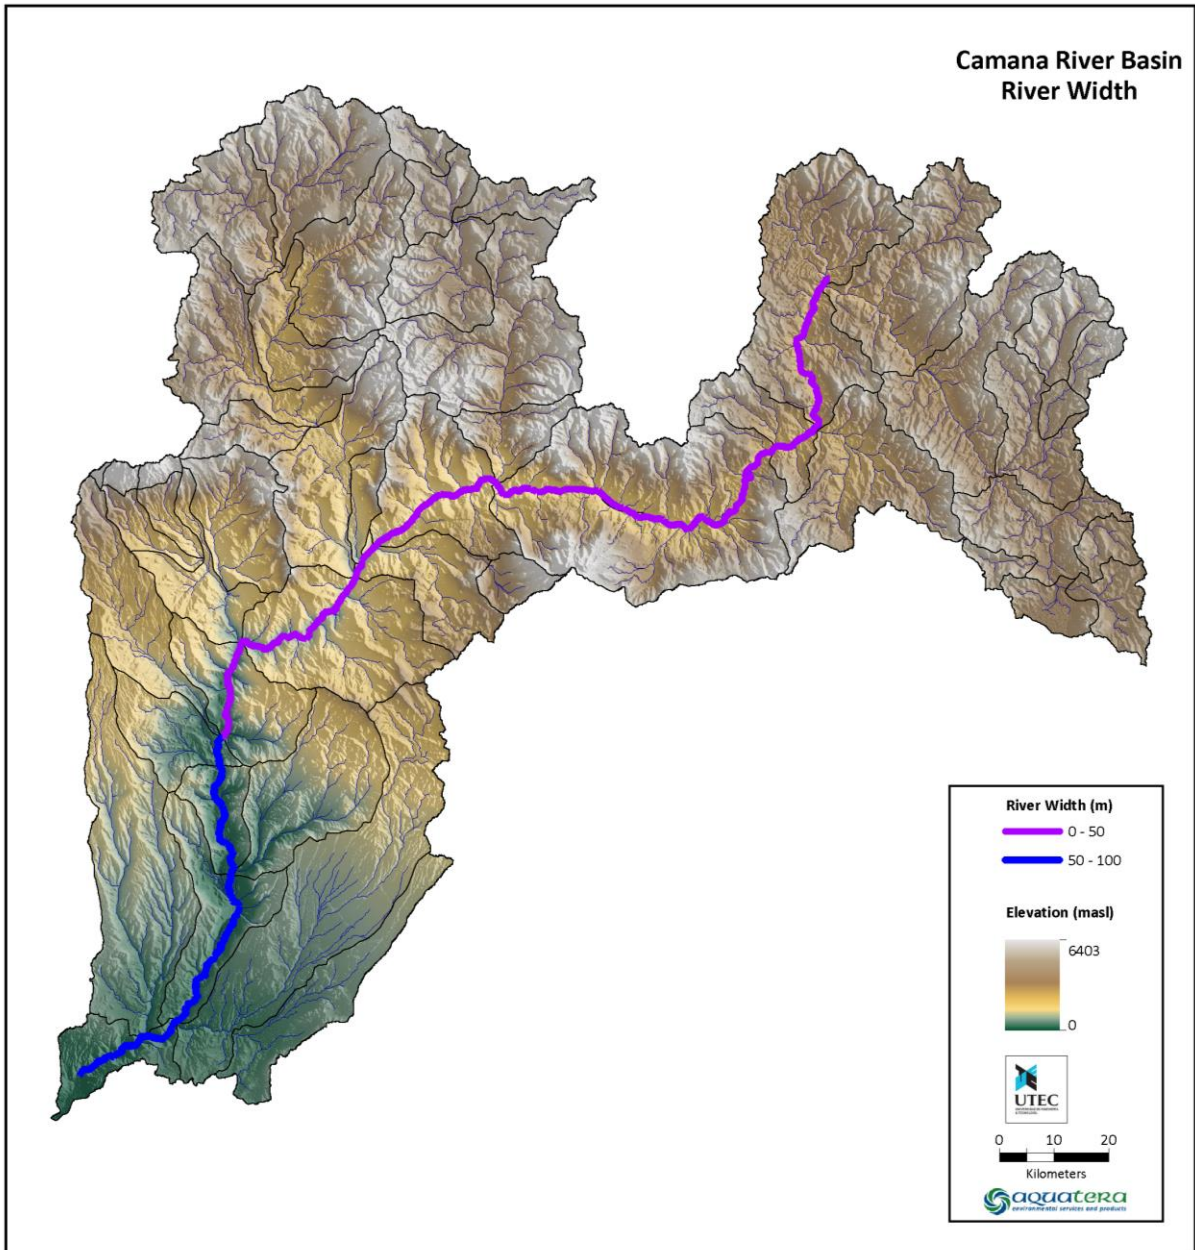 Camana River Basin
River Width
River Width (m)
0 - 50
50 - 100
Elevation (masl)
6403
0
UTEC
0 10 20
Kilometers
aquatera
environmental services and products